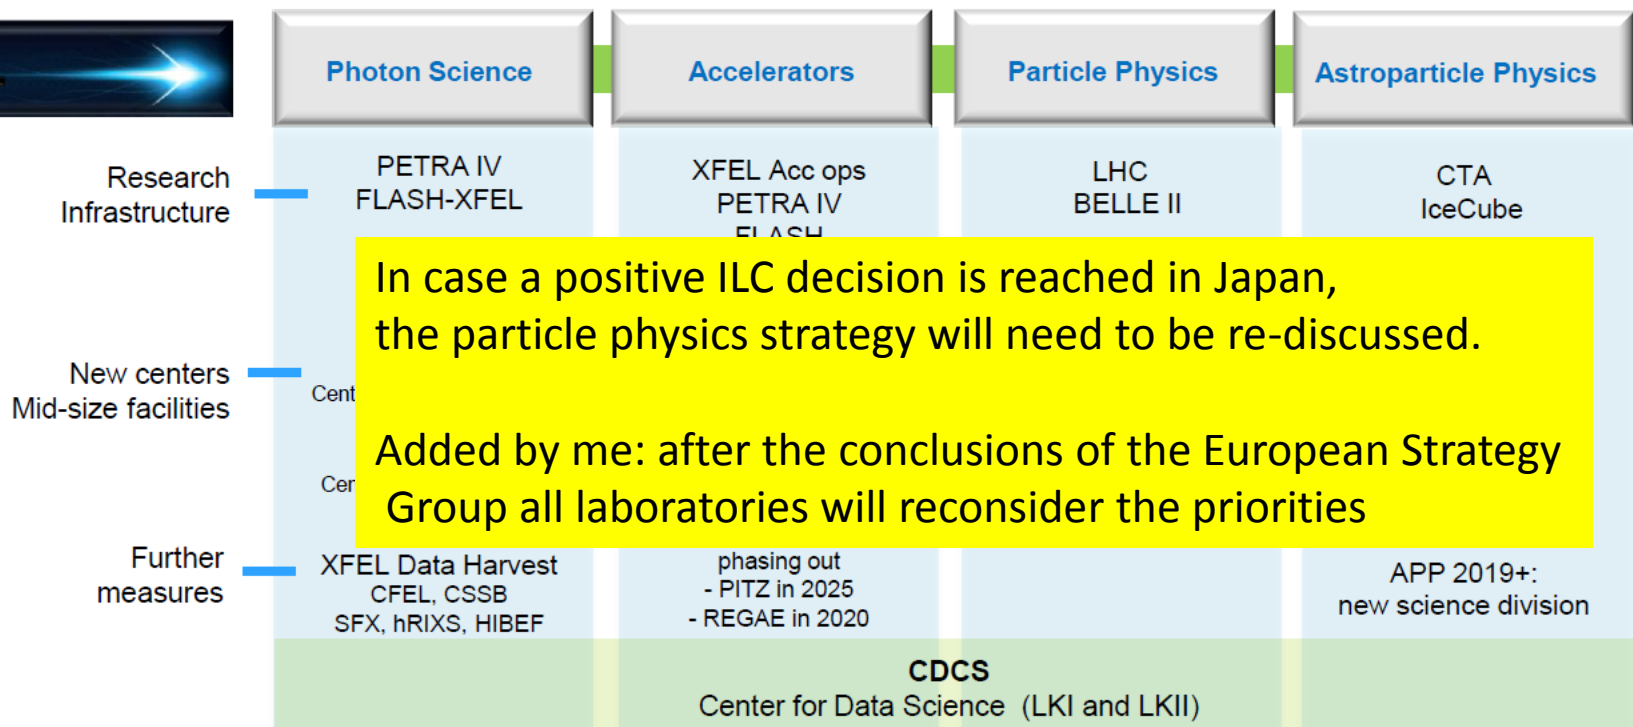 Photon Science
Accelerators
Particle Physics
Astroparticle Physics
Research
Infrastructure
PETRA IV
FLASH-XFEL
XFEL Acc ops
PETRA IV
FLASH
LHC
BELLE II
CTA
IceCube
In case a positive ILC decision is reached in Japan,
the particle physics strategy will need to be re-discussed.
Added by me: after the conclusions of the European Strategy
Group all laboratories will reconsider the priorities
New centers
Mid-size facilities
Cent
Cer
Further
measures
XFEL Data Harvest
CFEL, CSSB
SFX, hRIXS, HIBEF
phasing out
- PITZ in 2025
- REGAE in 2020
APP 2019+:
new science division
CDCS
Center for Data Science (LKI and LKII)